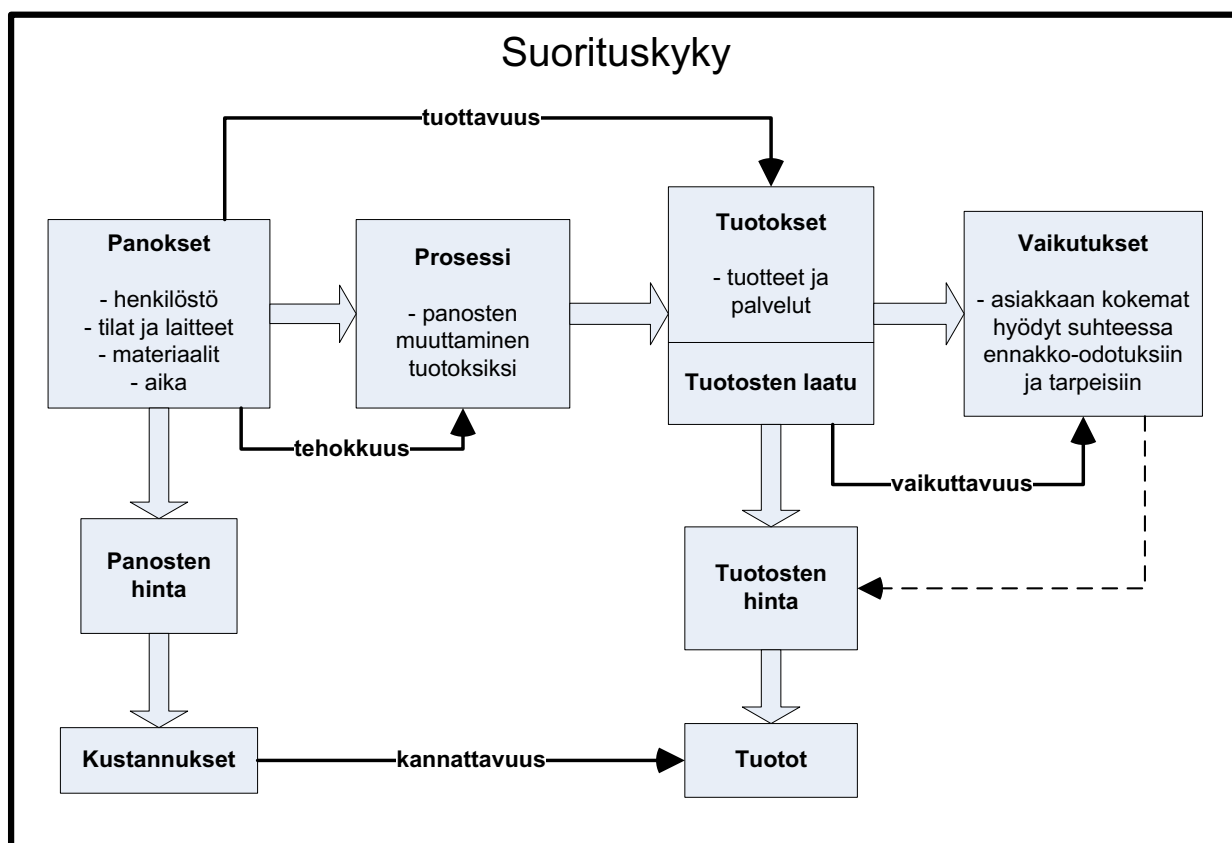 Suorituskyky
tuottavuus
Panokset
- henkilöstö
- tilat ja laitteet
- materiaalit
- aika
Prosessi
- panosten
muuttaminen
tuotoksiksi
Tuotokset
- tuotteet ja
palvelut
Tuotosten laatu
Vaikutukset
- asiakkaan kokemat
hyödyt suhteessa
ennakko-odotuksiin
ja tarpeisiin
tehokkuus
vaikuttavuus
Panosten
hinta
Tuotosten
hinta
Kustannukset
kannattavuus
Tuotot